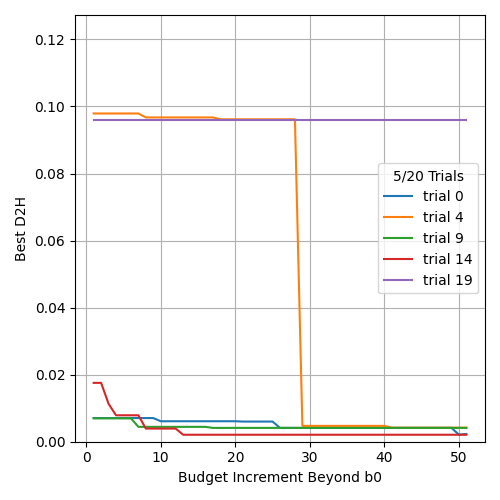 0.12
0.10
0.08
0.06
0.04
0.02
0.00
Best D2H
5/20 Trials
trial 0
trial 4
trial 9
trial 14
trial 19
0 10 20 30 40 50
Budget Increment Beyond b0